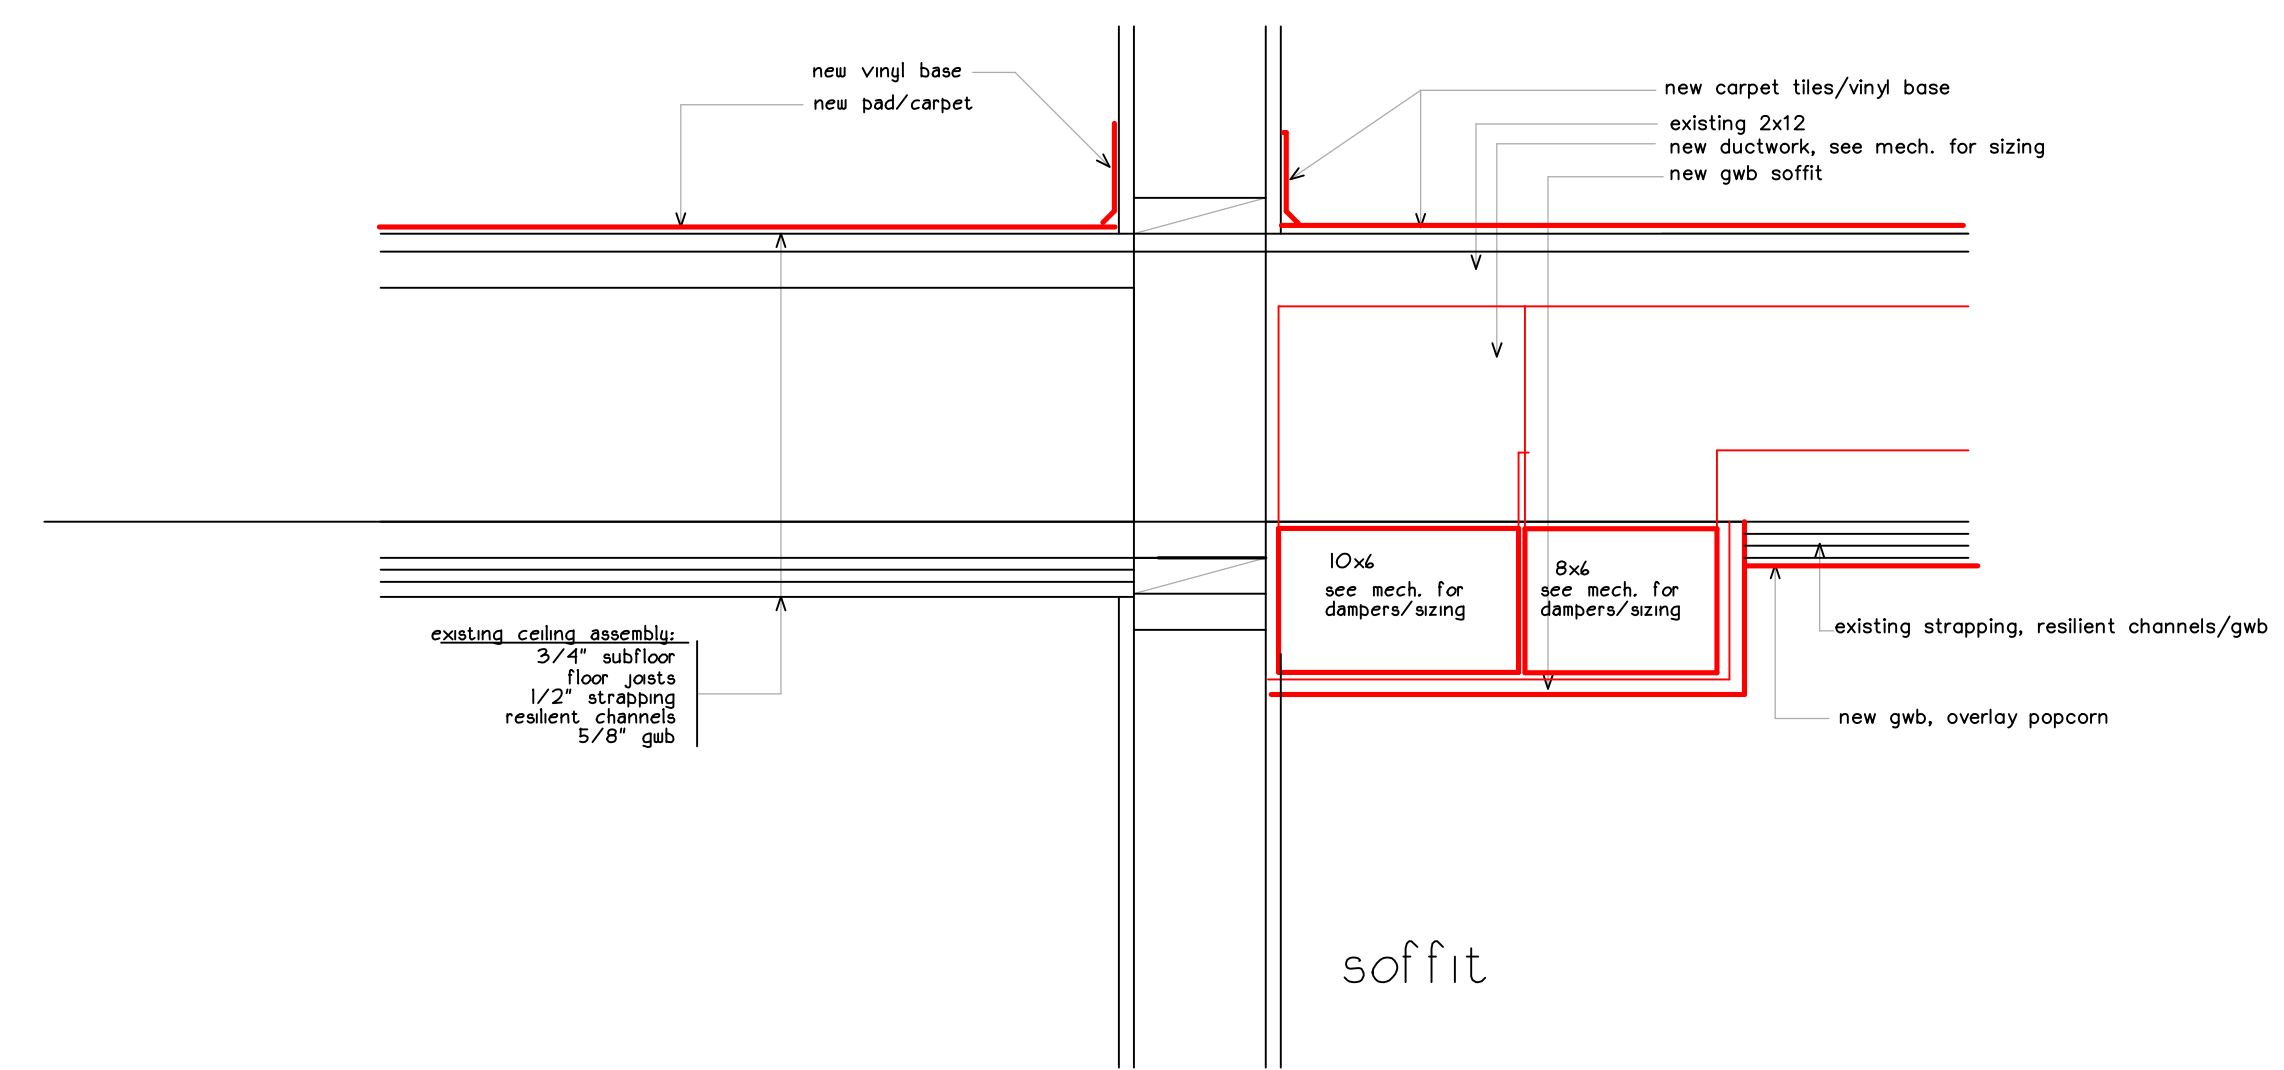 new vinyl base
new pad/carpet
new carpet tiles/vinyl base
existing 2x12
new ductwork, see mech. for sizing
new gwb soffit
10x6
see mech. for
dampers/sizing
8x6
see mech. for
dampers/sizing
existing ceiling assembly:
3/4" subfloor
floor joists
1/2" strapping
resilient channels
5/8" gwb
existing strapping, resilient channels/gwb
new gwb, overlay popcorn
soffit